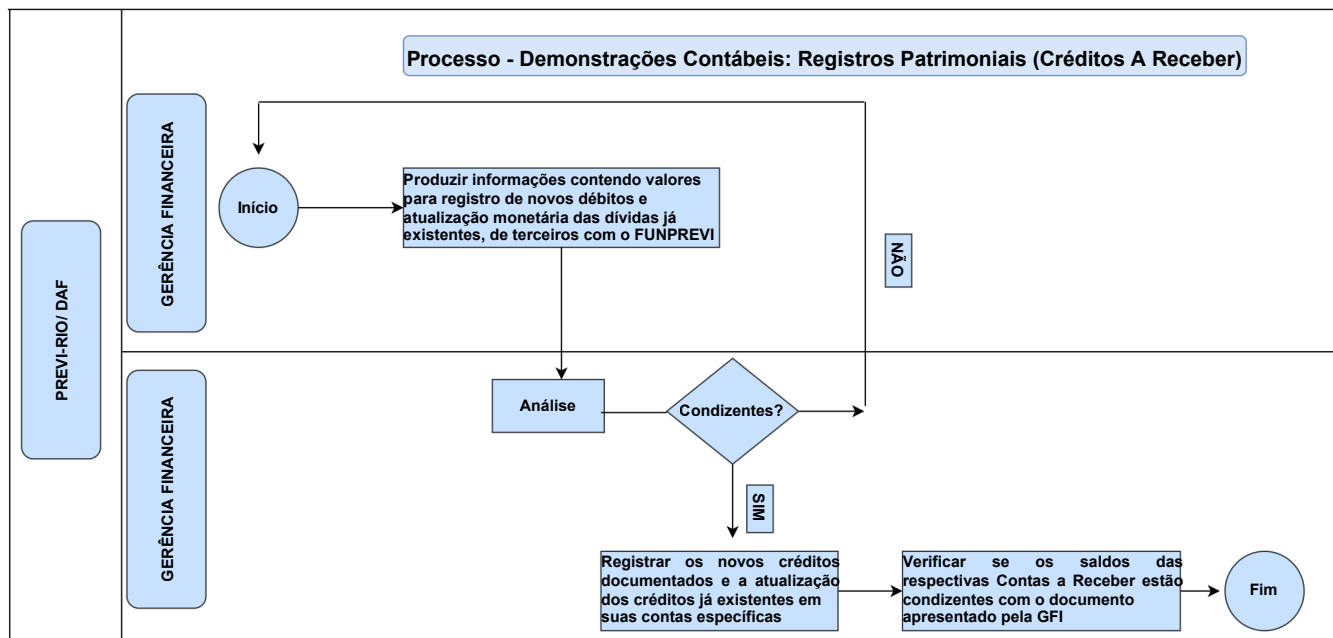 Processo - Demonstrações Contábeis: Registros Patrimoniais (Créditos A Receber)
PREVI-RIO/ DAF
GERÊNCIA FINANCEIRA
Início
Produzir informações contendo valores
para registro de novos débitos e
atualização monetária das dívidas já
existentes, de terceiros com o FUNPREVI
NÃO
GERÊNCIA FINANCEIRA
Análise
Condizentes?
SIM
Registrar os novos créditos
documentados e a atualização
dos créditos já existentes em
suas contas específicas
Verificar se os saldos das
respectivas Contas a Receber estão
condizentes com o documento
apresentado pela GFI
Fim